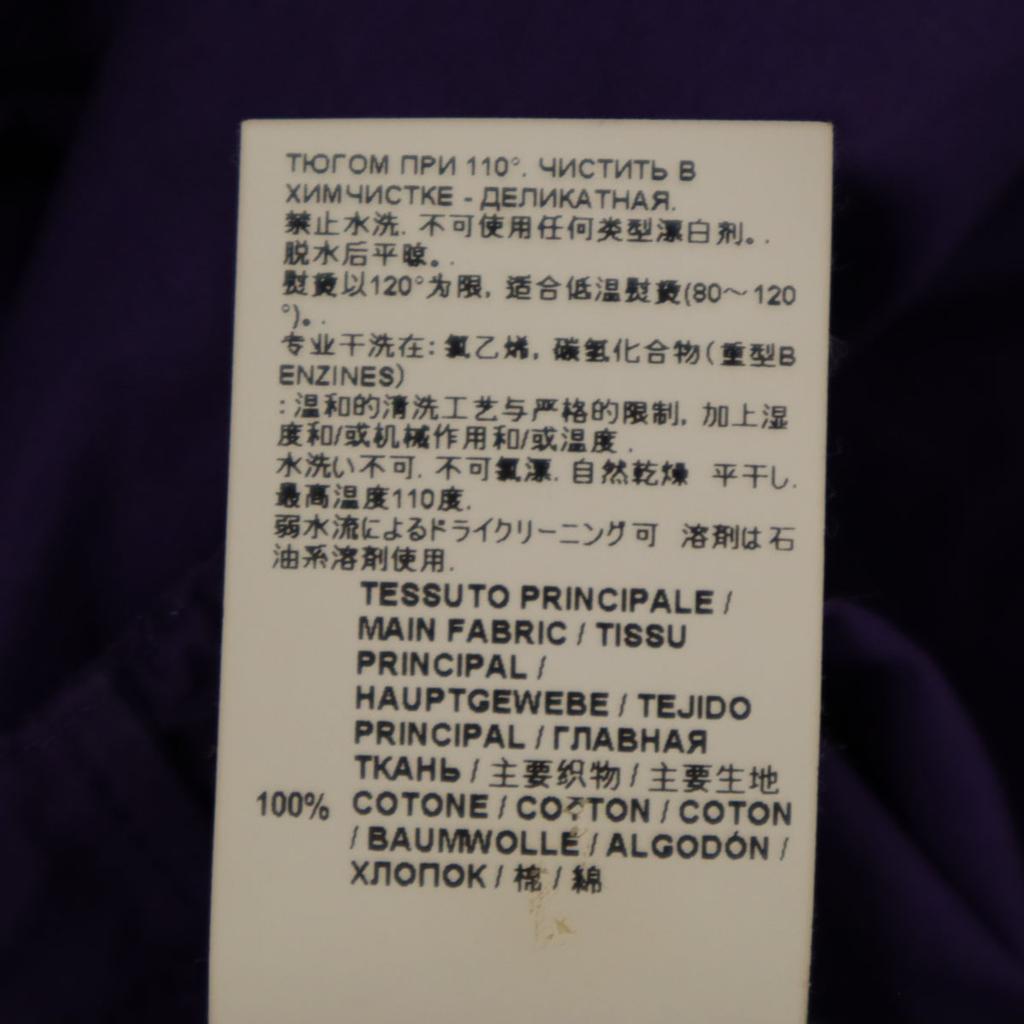 ТЮГОМ ПРИ 110°. ЧИСТИТЬ В
ХИМЧИСТКЕ - ДЕЛИКАТНАЯ.
禁止水洗. 不可使用任何类型漂白剂。.
脱水后平晾。.
熨烫以120°为限, 适合低温熨烫(80～120
°)。.
专业干洗在: 氯乙烯, 碳氢化合物(重型B
ENZINES)
:温和的清洗工艺与严格的限制, 加上湿
度和/或机械作用和/或温度.
水洗い不可. 不可氯漂. 自然乾燥 平干し.
最高温度110度.
弱水流によるドライクリーニング可 溶剤は石
油系溶剤使用.
TESSUTO PRINCIPALE /
MAIN FABRIC / TISSU
PRINCIPAL /
HAUPTGEWEBE / TEJIDO
PRINCIPAL / ГЛАВНАЯ
ТКАНЬ / 主要织物 / 主要生地
100% COTONE / COTTON / COTON
/ BAUMWOLLE / ALGODÓN /
ХЛОПОК / 棉 / 綿